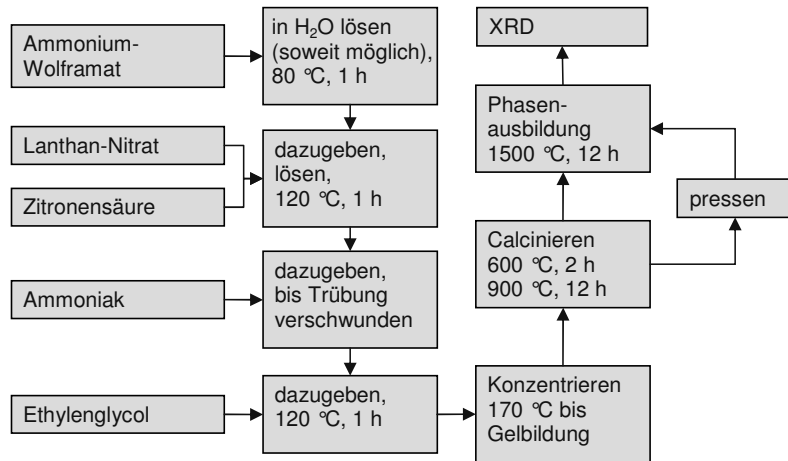 Ammonium-
Wolframat
in H₂O lösen
(soweit möglich),
80 °C, 1 h
Lanthan-Nitrat
Zitronensäure
dazugeben,
lösen,
120 °C, 1 h
Ammoniak
dazugeben,
bis Trübung
verschwunden
Ethylenglycol
dazugeben,
120 °C, 1 h
Konzentrieren
170 °C bis
Gelbildung
Calcinieren
600 °C, 2 h
900 °C, 12 h
pressen
Phasen-
ausbildung
1500 °C, 12 h
XRD